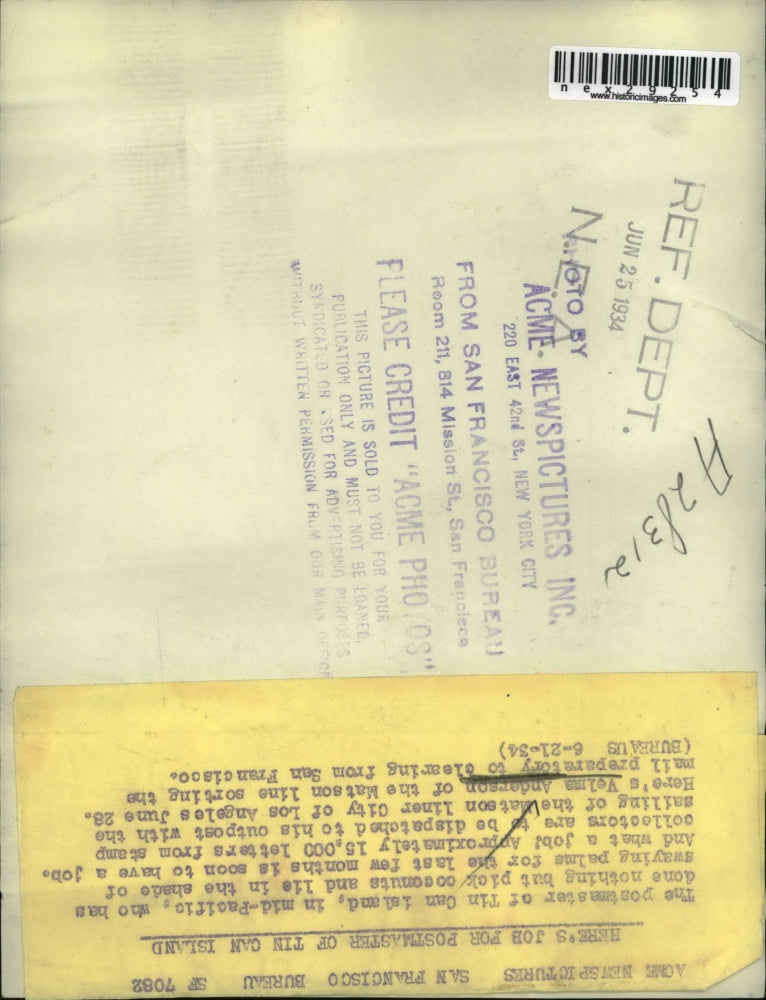 nex29254
www.historicimages.com
REF. DEPT.
JUN 25 1934
N.E.A.
PHOTO BY
ACME NEWSPICTURES INC.
220 EAST 42nd St., NEW YORK CITY
FROM SAN FRANCISCO BUREAU
Room 211, 814 Mission St., San Francisco
PLEASE CREDIT "ACME PHOTOS"
THIS PICTURE IS SOLD TO YOU FOR YOUR
PUBLICATION ONLY AND MUST NOT BE LOANED,
SYNDICATED OR USED FOR ADVERTISING PURPOSES
WITHOUT WRITTEN PERMISSION FROM OUR MAIN OFFICE
ACME NEWSPICTURES SAN FRANCISCO BUREAU SF 7082
HERE'S JOB FOR POSTMASTER OF TIN CAN ISLAND
The postmaster of Tin Can island, in mid-Pacific, who has
done nothing but pick cocoanuts and lie in the shade of
swaying palms for the last few months is soon to have a job.
And what a job! Approximately 15,000 letters from stamp
collectors are to be dispatched to his outpost with the
sailing of the Matson liner City of Los Angeles June 28.
Here's Velma Anderson of the Matson line sorting the
mail preparatory to clearing from San Francisco.
(BUREAUS 6-21-34)